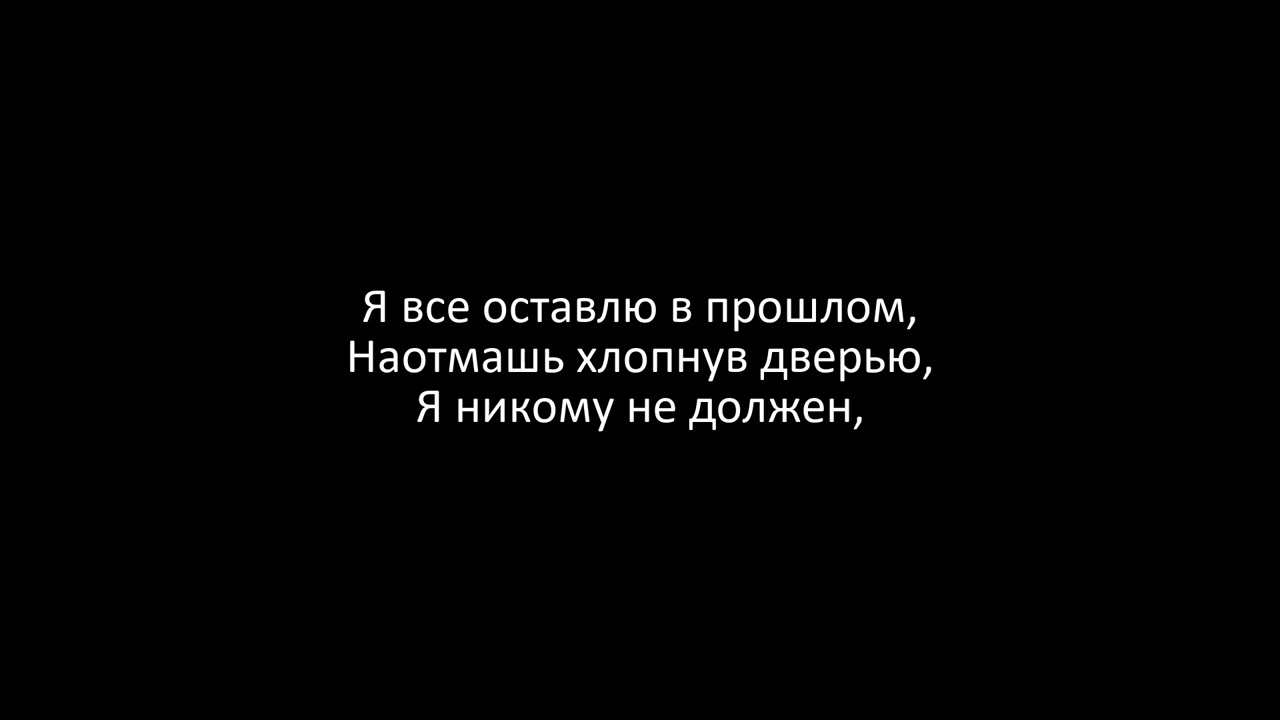 Я все оставлю в прошлом,
Наотмашь хлопнув дверью,
Я никому не должен,